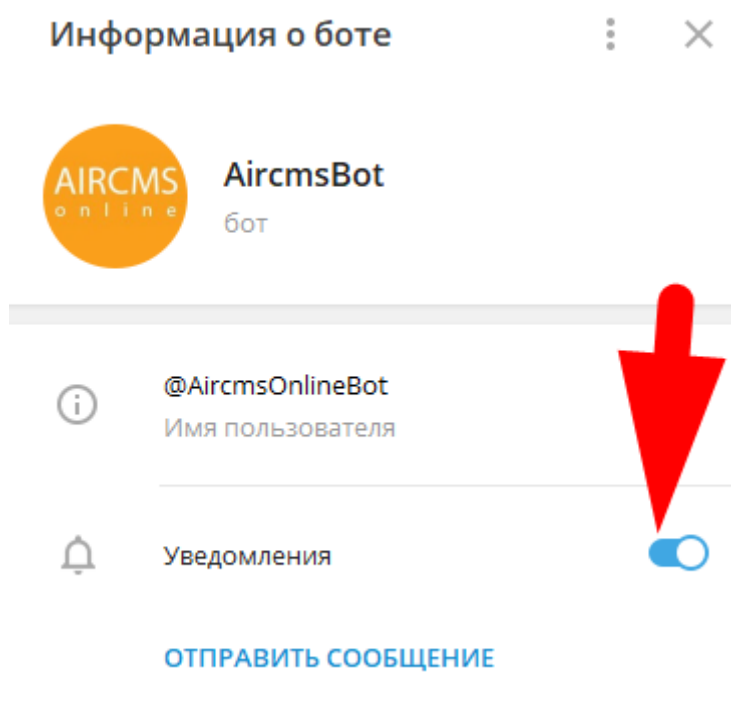 Информация о боте
AIRCMS
online
AircmsBot
бот
@AircmsOnlineBot
Имя пользователя
Уведомления
ОТПРАВИТЬ СООБЩЕНИЕ